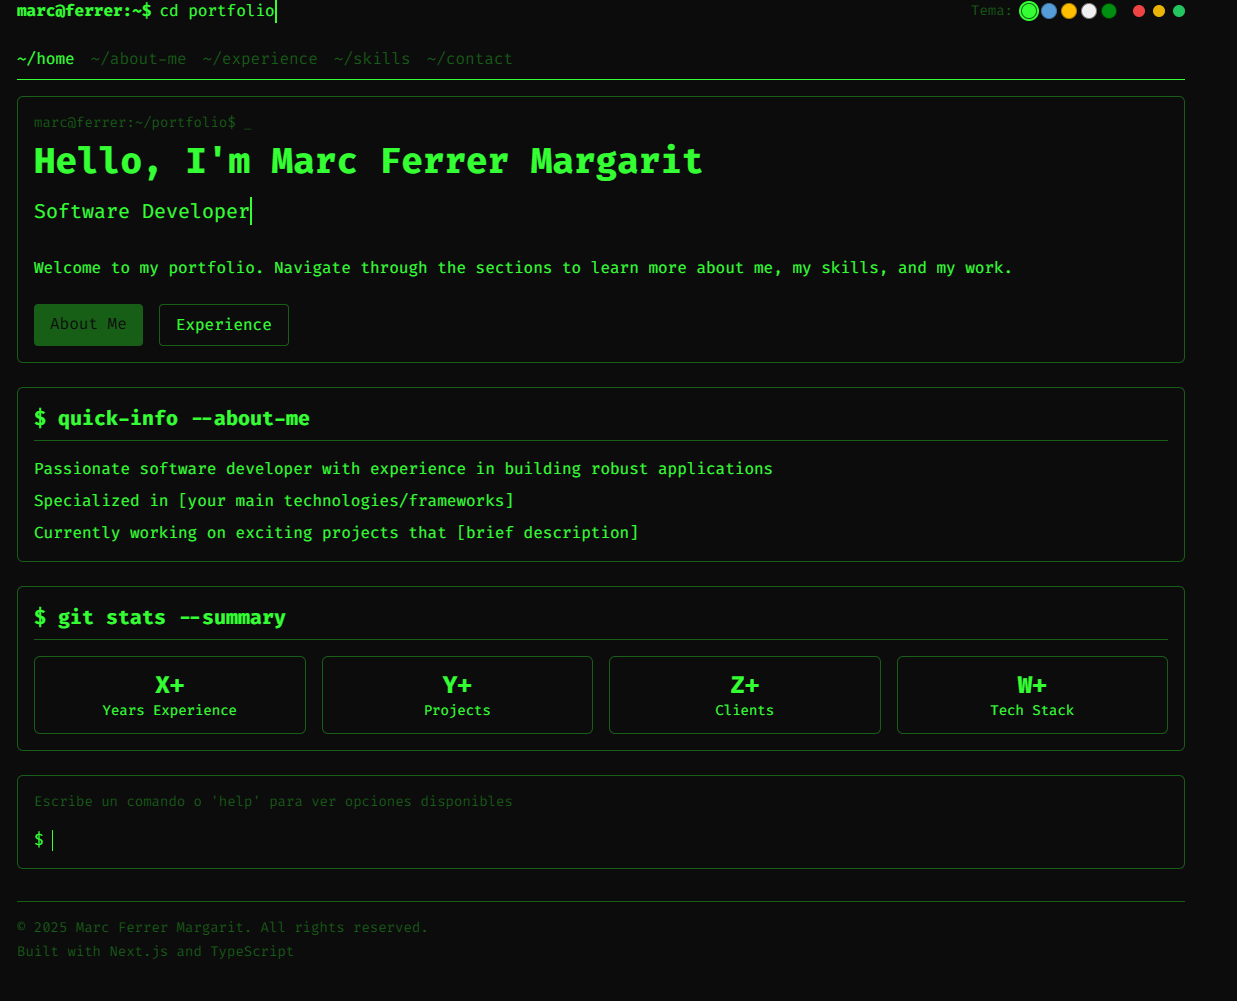 marc@ferrer:~$ cd portfolio
Tema:
~/home ~/about-me ~/experience ~/skills ~/contact
marc@ferrer:~/portfolio$ _
Hello, I'm Marc Ferrer Margarit
Software Developer
Welcome to my portfolio. Navigate through the sections to learn more about me, my skills, and my work.
About Me
Experience
$ quick-info --about-me
Passionate software developer with experience in building robust applications
Specialized in [your main technologies/frameworks]
Currently working on exciting projects that [brief description]
$ git stats --summary
X+
Years Experience
Y+
Projects
Z+
Clients
W+
Tech Stack
Escribe un comando o 'help' para ver opciones disponibles
$
© 2025 Marc Ferrer Margarit. All rights reserved.
Built with Next.js and TypeScript